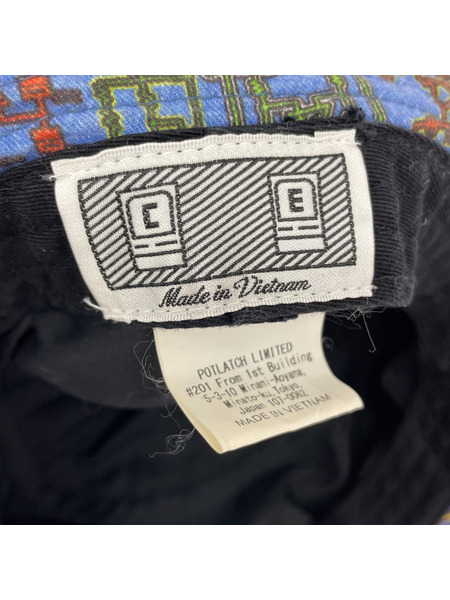 C E
Made in Vietnam
POTLATCH LIMITED
#201 From 1st Building
5-3-10 Minami-Aoyama,
Minato-ku, Tokyo,
Japan 107-0062
MADE IN VIETNAM